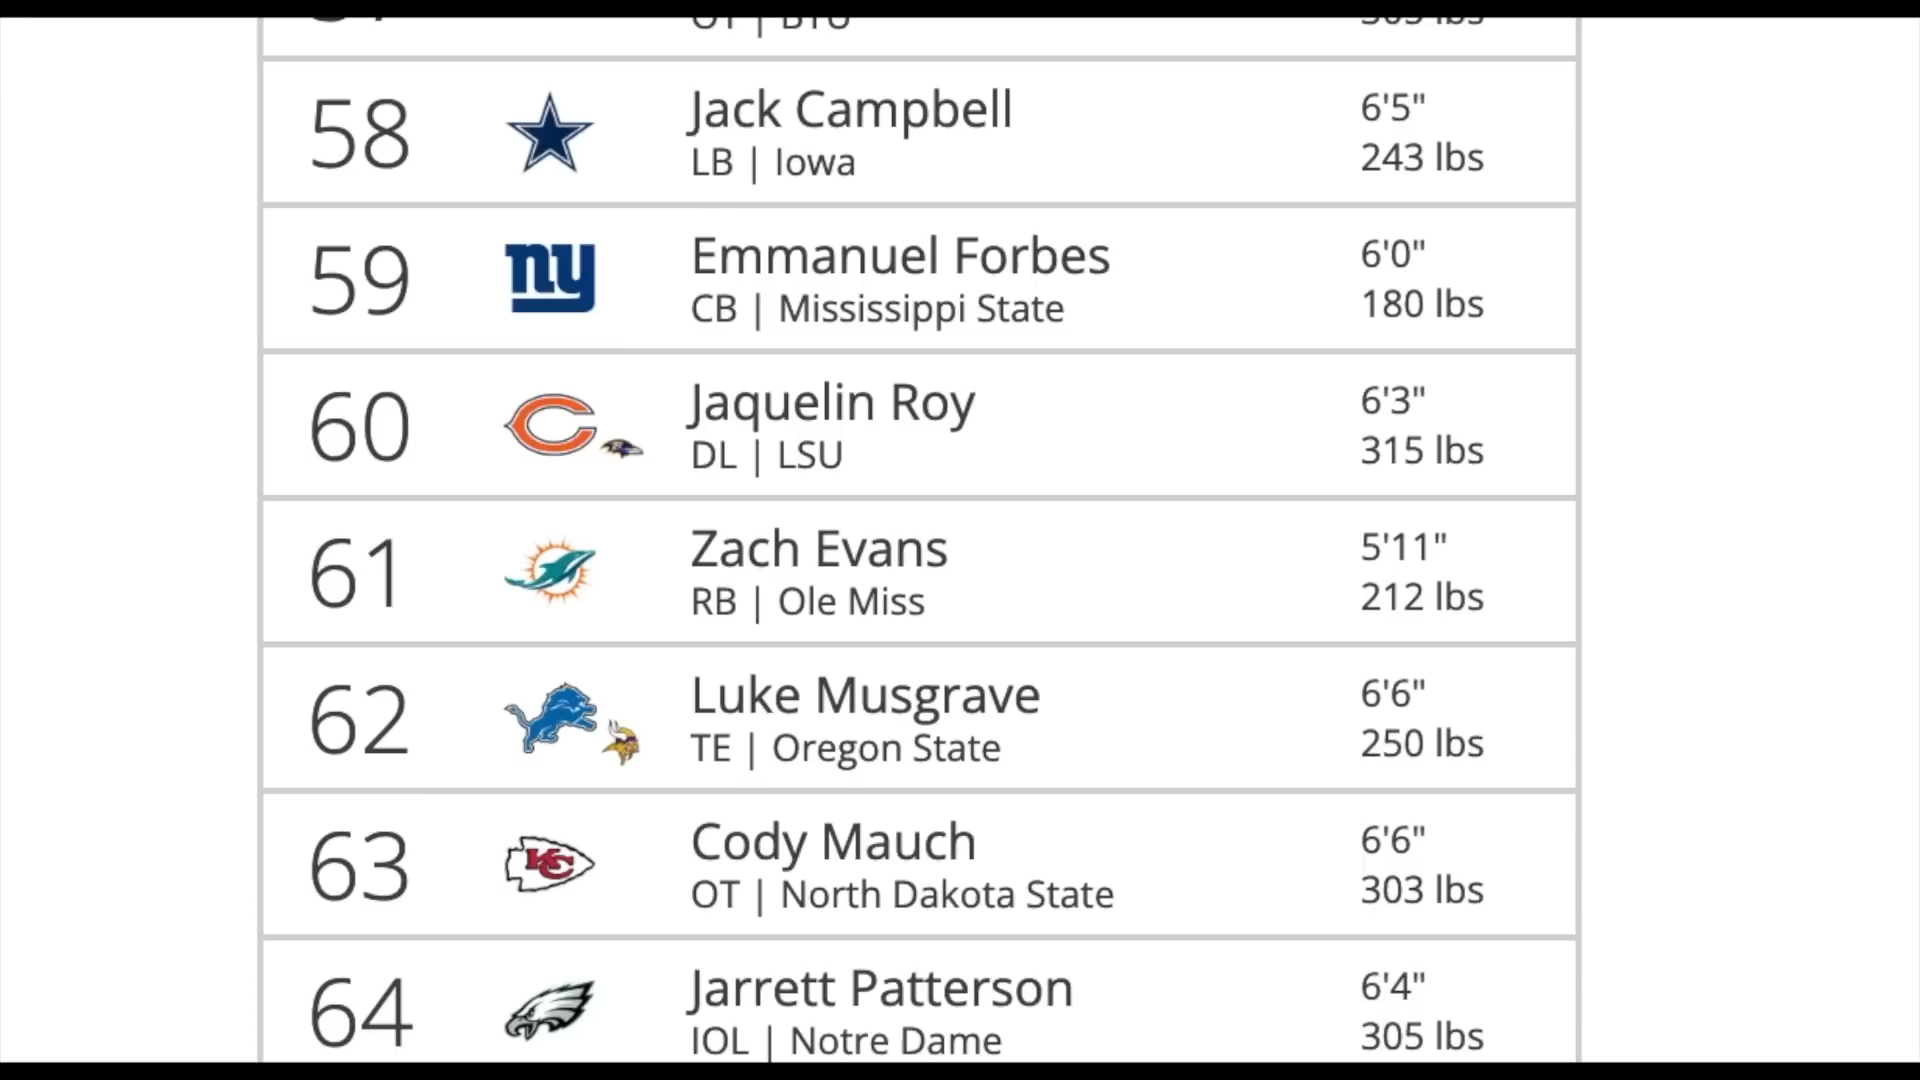 58
Jack Campbell
LB | Iowa
6'5"
243 lbs
59
ny
Emmanuel Forbes
CB | Mississippi State
6'0"
180 lbs
60
C
Jaquelin Roy
DL | LSU
6'3"
315 lbs
61
Zach Evans
RB | Ole Miss
5'11"
212 lbs
62
Luke Musgrave
TE | Oregon State
6'6"
250 lbs
63
KC
Cody Mauch
OT | North Dakota State
6'6"
303 lbs
64
Jarrett Patterson
IOL | Notre Dame
6'4"
305 lbs